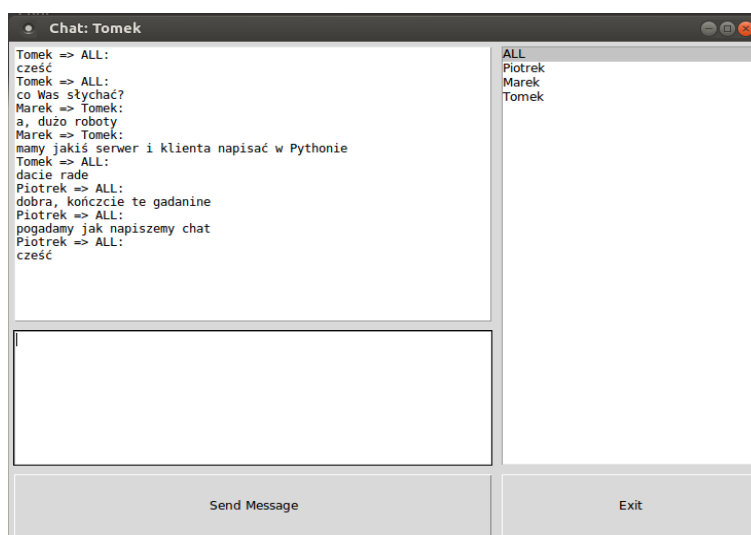 Chat: Tomek
Tomek => ALL:
cześć
Tomek => ALL:
co Was słychać?
Marek => Tomek:
a, dużo roboty
Marek => Tomek:
mamy jakiś serwer i klienta napisać w Pythonie
Tomek => ALL:
dacie rade
Piotrek => ALL:
dobra, kończcie te gadanine
Piotrek => ALL:
pogadamy jak napiszemy chat
Piotrek => ALL:
cześć
ALL
Piotrek
Marek
Tomek
Send Message
Exit